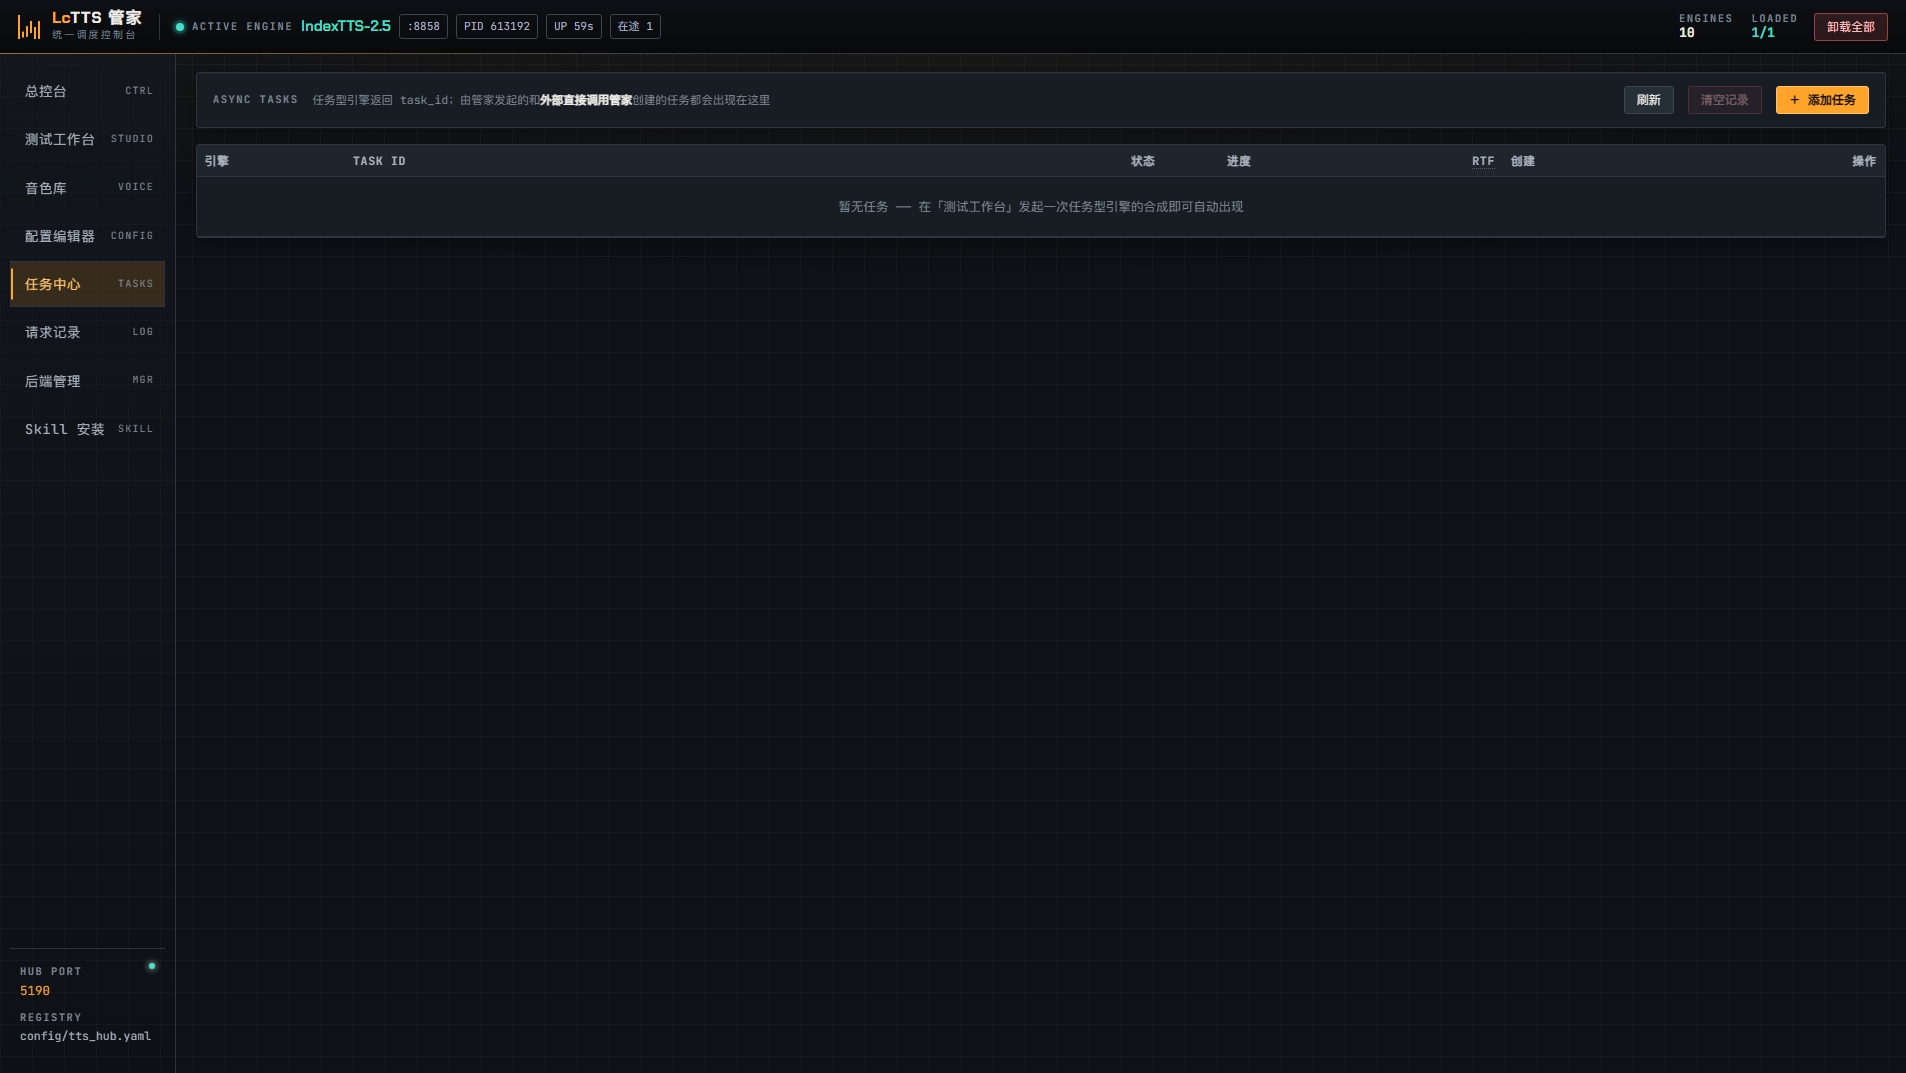 LcTTS 管家
统一调度控制台
ACTIVE ENGINE IndexTTS-2.5 :8858 PID 613192 UP 59s 在途 1
ENGINES 10
LOADED 1/1
卸载全部
总控台 CTRL
测试工作台 STUDIO
音色库 VOICE
配置编辑器 CONFIG
任务中心 TASKS
请求记录 LOG
后端管理 MGR
Skill 安装 SKILL
HUB PORT
5190
REGISTRY
config/tts_hub.yaml
ASYNC TASKS 任务型引擎返回 task_id; 由管家发起的和外部直接调用管家创建的任务都会出现在这里
刷新 清空记录 + 添加任务
引擎 TASK ID 状态 进度 RTF 创建 操作
暂无任务 —— 在「测试工作台」发起一次任务型引擎的合成即可自动出现